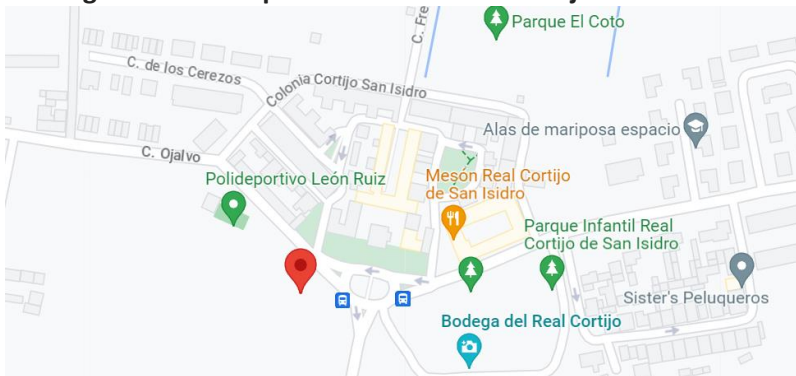 Parque El Coto
C. Fre
C. de los Cerezos
Colonia Cortijo San Isidro
Alas de mariposa espacio
C. Ojalvo
Polideportivo León Ruiz
Mesón Real Cortijo
de San Isidro
Parque Infantil Real
Cortijo de San Isidro
Sister's Peluqueros
Bodega del Real Cortijo